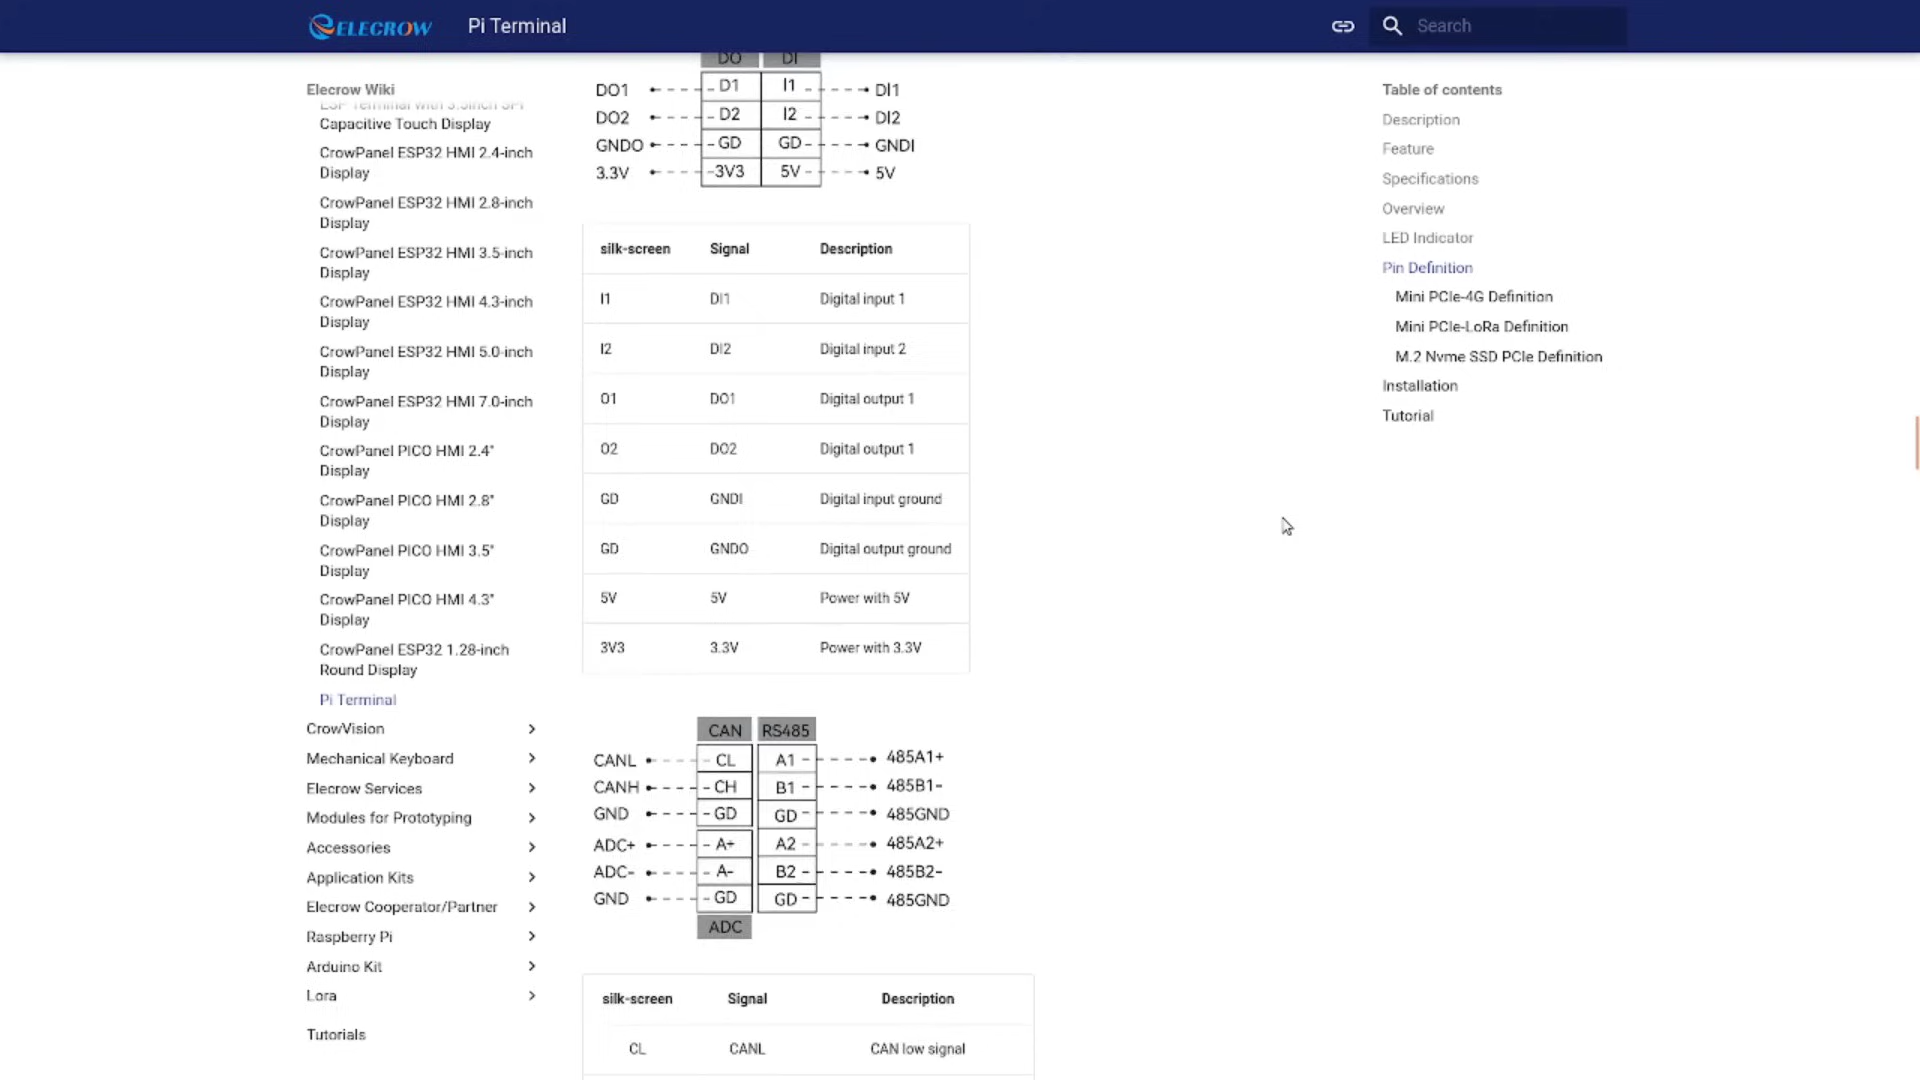 ELECROW
Pi Terminal
Search
Elecrow Wiki
ESP Terminal with 3.5inch SPI
Capacitive Touch Display
CrowPanel ESP32 HMI 2.4-inch
Display
CrowPanel ESP32 HMI 2.8-inch
Display
CrowPanel ESP32 HMI 3.5-inch
Display
CrowPanel ESP32 HMI 4.3-inch
Display
CrowPanel ESP32 HMI 5.0-inch
Display
CrowPanel ESP32 HMI 7.0-inch
Display
CrowPanel PICO HMI 2.4"
Display
CrowPanel PICO HMI 2.8"
Display
CrowPanel PICO HMI 3.5"
Display
CrowPanel PICO HMI 4.3"
Display
CrowPanel ESP32 1.28-inch
Round Display
Pi Terminal
CrowVision
Mechanical Keyboard
Elecrow Services
Modules for Prototyping
Accessories
Application Kits
Elecrow Cooperator/Partner
Raspberry Pi
Arduino Kit
Lora
Tutorials
DO DI
DO1 D1 I1 DI1
DO2 D2 I2 DI2
GNDO GD GD GNDI
3.3V 3V3 5V 5V
silk-screen Signal Description
I1 DI1 Digital input 1
I2 DI2 Digital input 2
O1 DO1 Digital output 1
O2 DO2 Digital output 1
GD GNDI Digital input ground
GD GNDO Digital output ground
5V 5V Power with 5V
3V3 3.3V Power with 3.3V
CAN RS485
CANL CL A1 485A1+
CANH CH B1 485B1-
GND GD GD 485GND
ADC+ A+ A2 485A2+
ADC- A- B2 485B2-
GND GD GD 485GND
ADC
silk-screen Signal Description
CL CANL CAN low signal
Table of contents
Description
Feature
Specifications
Overview
LED Indicator
Pin Definition
Mini PCIe-4G Definition
Mini PCIe-LoRa Definition
M.2 Nvme SSD PCIe Definition
Installation
Tutorial